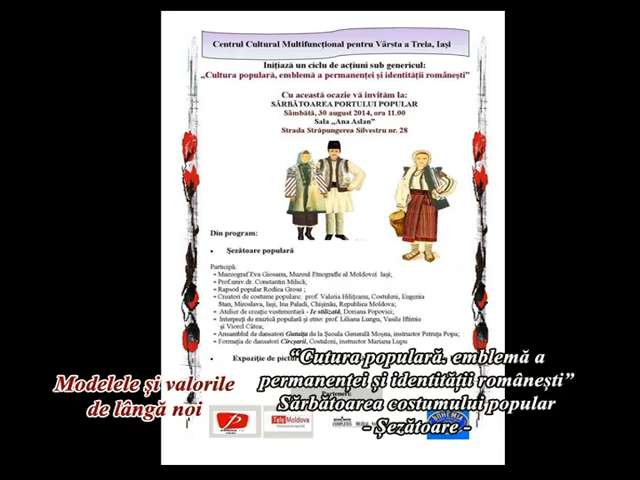 Centrul Cultural Multifuncțional pentru Vârsta a Treia, Iași
Inițiază un ciclu de acțiuni sub genericul:
„Cultura populară, emblemă a permanenței și identității românești”
Cu această ocazie vă invităm la:
SĂRBĂTOAREA PORTULUI POPULAR
Sâmbătă, 30 august 2014, ora 11.00
Sala „Ana Aslan”
Strada Străpungerea Silvestru nr. 28
Din program:
• Șezătoare populară
Participă:
Muzeograf Eva Giosanu, Muzeul Etnografic al Moldovei Iași;
Prof.univ.dr. Constantin
Rapsod popular Rodica
Creatori de costume populare: prof. Valeria Hilițeanu, Costuleni, Eugenia
Stan, Miroslava, Iași, Ina Paladi, Chișinău, Republica Moldova;
Atelier de creație vestimentară - Ie stilizată, Doriana Popovici;
Interpreți de muzică populară și etno: prof. Liliana Lungu, Vasile Iftimie
și Viorel Câtea;
Ansamblul de dansatori de la Școala Generală Moșna, instructor Petruța Popa;
Formația de dansatori Cireșarii, Costuleni, instructor Mariana Lupu
• Expoziție de pictur
Modelele și valorile
de lângă noi
“Cutura populară. emblemă a
permanenței și identității românești”
Sărbătoarea costumului popular
- Șezătoare -
Parteneri:
TeleMoldova
BOHEMIA